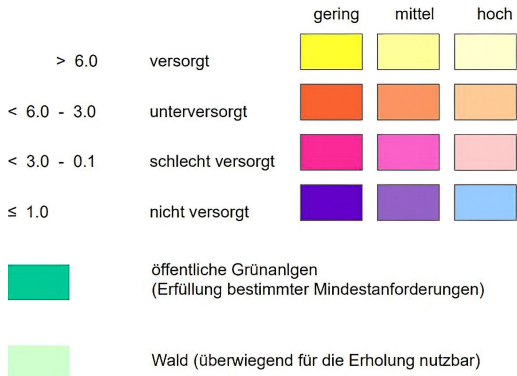 gering mittel hoch
> 6.0 versorgt
< 6.0 - 3.0 unterversorgt
< 3.0 - 0.1 schlecht versorgt
≤ 1.0 nicht versorgt
öffentliche Grünanlgen
(Erfüllung bestimmter Mindestanforderungen)
Wald (überwiegend für die Erholung nutzbar)